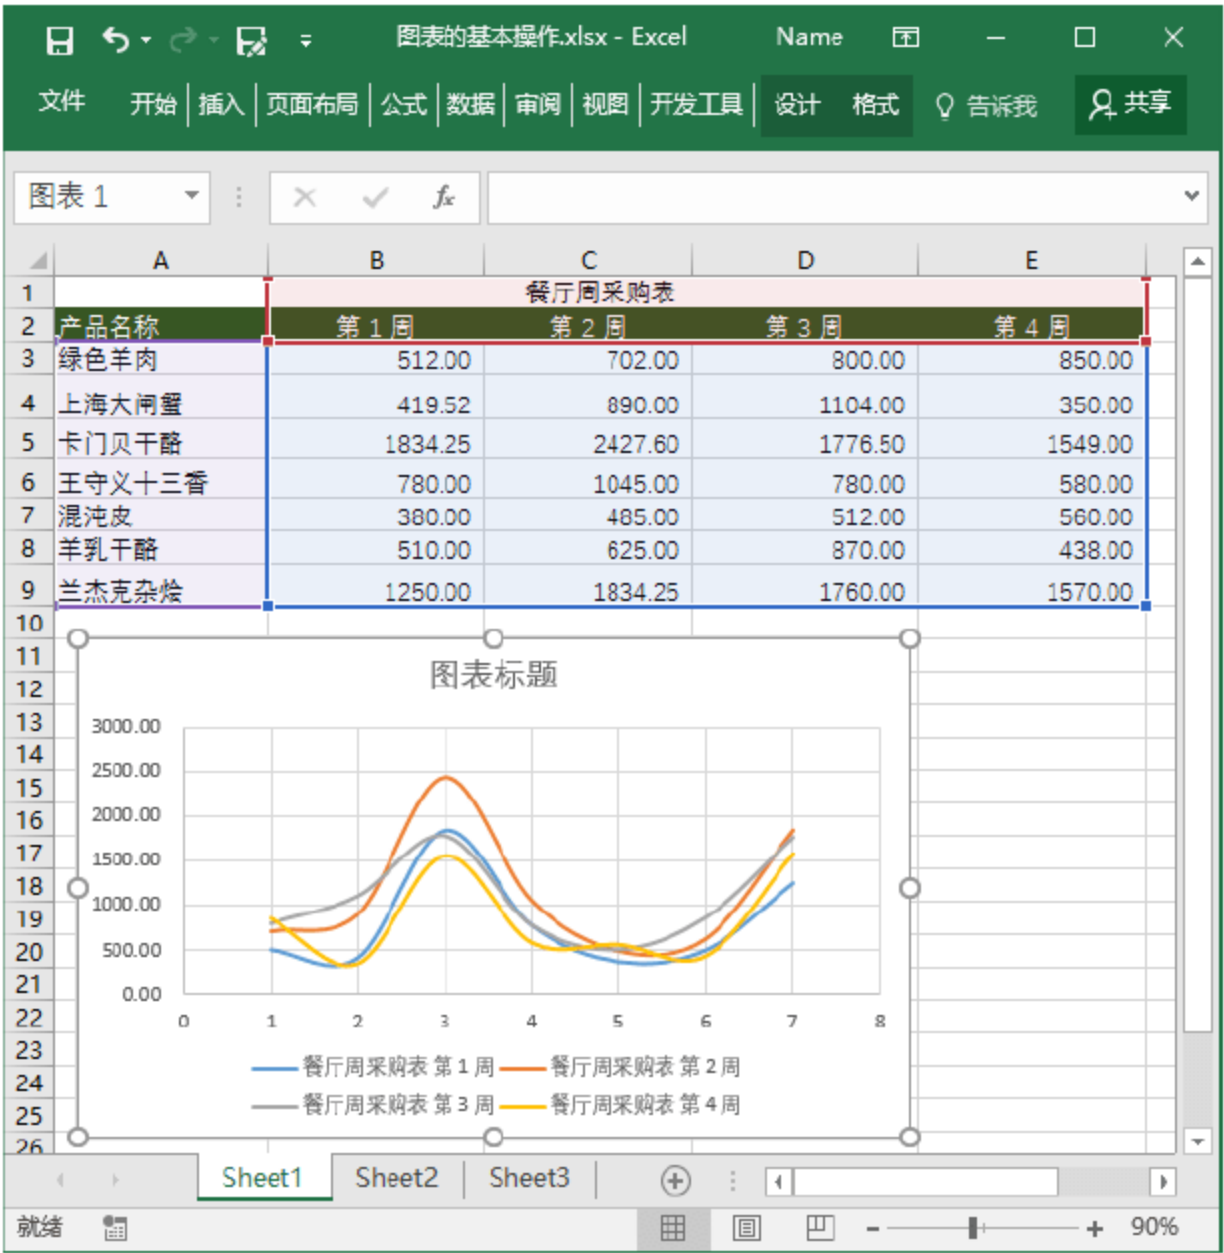 图表的基本操作.xlsx - Excel Name
文件 开始 插入 页面布局 公式 数据 审阅 视图 开发工具 设计 格式 告诉我 共享
图表 1 fx
A B C D E
1 餐厅周采购表
2 产品名称 第 1 周 第 2 周 第 3 周 第 4 周
3 绿色羊肉 512.00 702.00 800.00 850.00
4 上海大闸蟹 419.52 890.00 1104.00 350.00
5 卡门贝干酪 1834.25 2427.60 1776.50 1549.00
6 王守义十三香 780.00 1045.00 780.00 580.00
7 混沌皮 380.00 485.00 512.00 560.00
8 羊乳干酪 510.00 625.00 870.00 438.00
9 兰杰克杂烩 1250.00 1834.25 1760.00 1570.00
10
11
12
13
14
15
16
17
18
19
20
21
22
23
24
25
26
图表标题
3000.00
2500.00
2000.00
1500.00
1000.00
500.00
0.00
0 1 2 3 4 5 6 7 8
餐厅周采购表 第 1 周 餐厅周采购表 第 2 周
餐厅周采购表 第 3 周 餐厅周采购表 第 4 周
Sheet1 Sheet2 Sheet3
就绪 90%